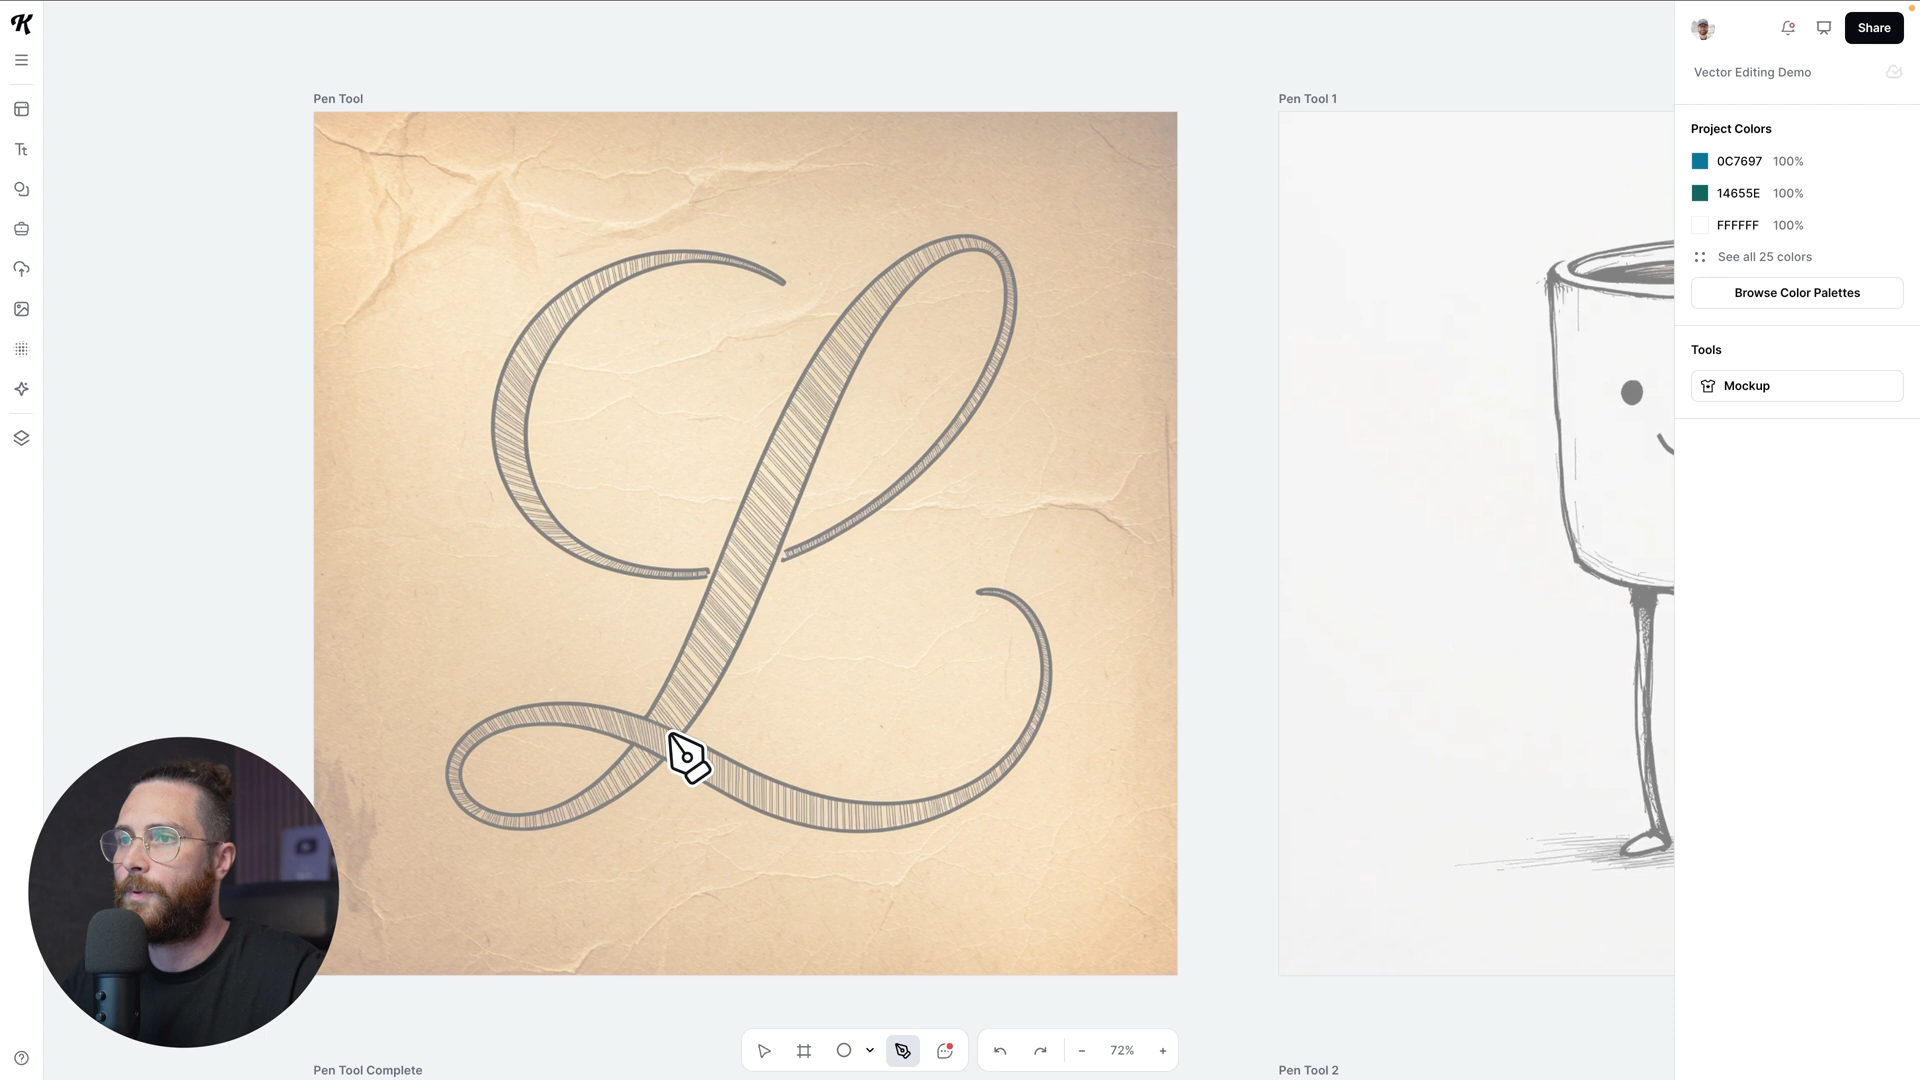 K
Tt
Pen Tool
L
Pen Tool 1
Share
Vector Editing Demo
Project Colors
0C7697 100%
14655E 100%
FFFFFF 100%
See all 25 colors
Browse Color Palettes
Tools
Mockup
72%
Pen Tool Complete
Pen Tool 2